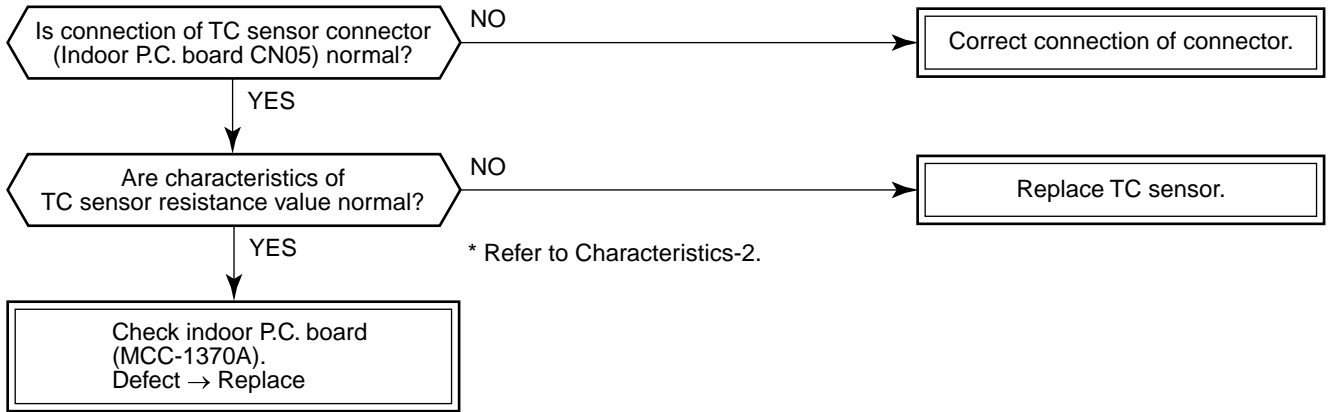 Is connection of TC sensor connector
(Indoor P.C. board CN05) normal?
NO
Correct connection of connector.
YES
Are characteristics of
TC sensor resistance value normal?
NO
Replace TC sensor.
YES
* Refer to Characteristics-2.
Check indoor P.C. board
(MCC-1370A).
Defect → Replace